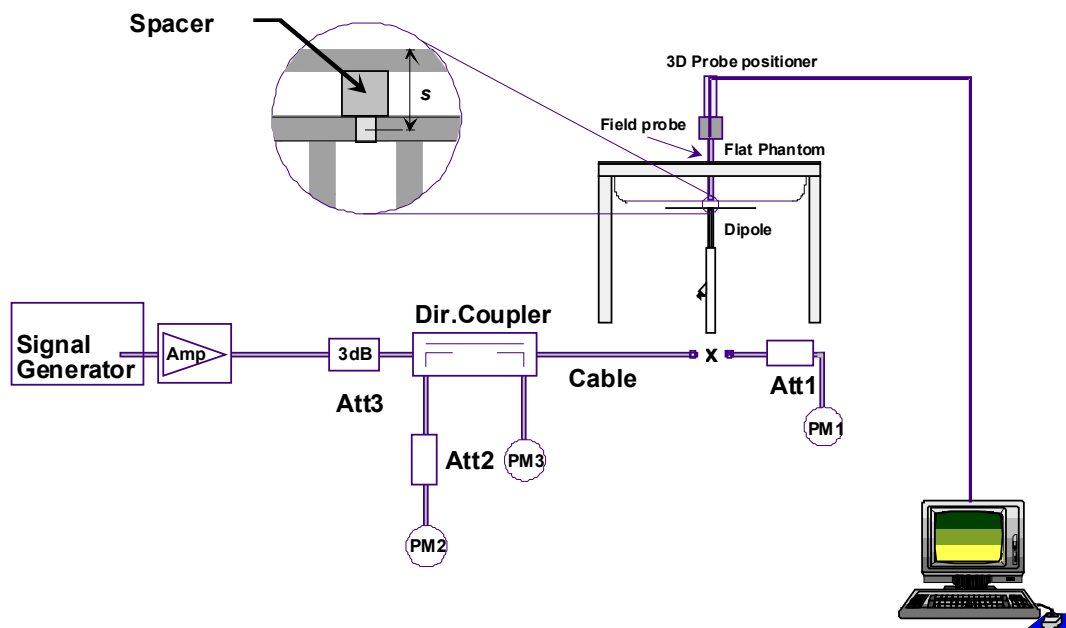 Spacer
s
3D Probe positioner
Field probe
Flat Phantom
Dipole
Dir.Coupler
Signal
Generator
Amp
3dB
Att3
Cable
x
Att1
PM1
Att2
PM3
PM2